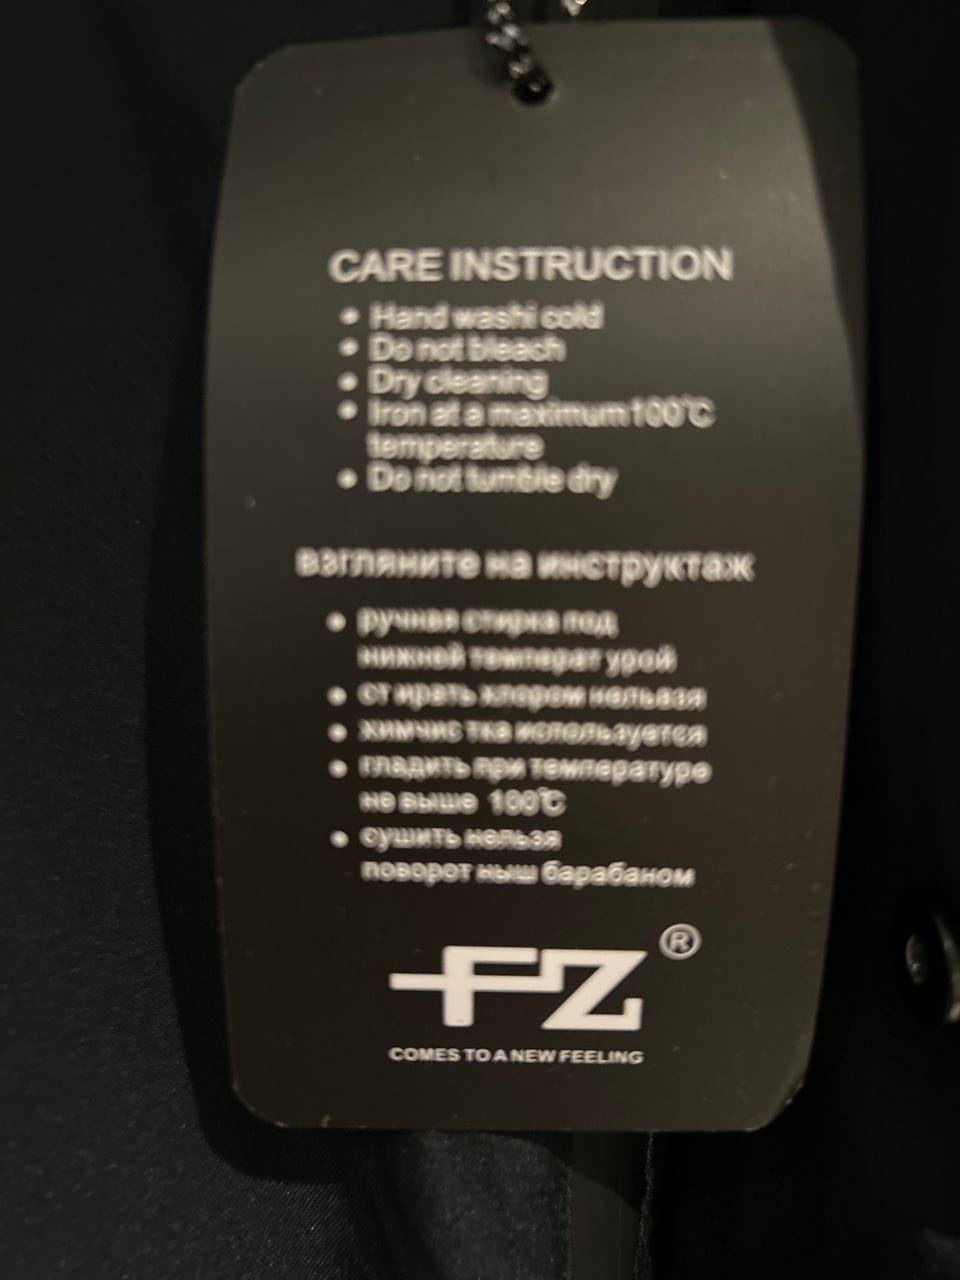 CARE INSTRUCTION
• Hand washi cold
• Do not bleach
• Dry cleaning
• Iron at a maximum100℃
temperature
• Do not tumble dry
взгляните на инструктаж
• ручная стирка под
нижней температ урой
• ст ирать хлором нельвзя
• химчис тка используется
• гладить при температуре
не выше 100℃
• сушить нельзя
поворот ныш барабаном
FZ ®
COMES TO A NEW FEELING